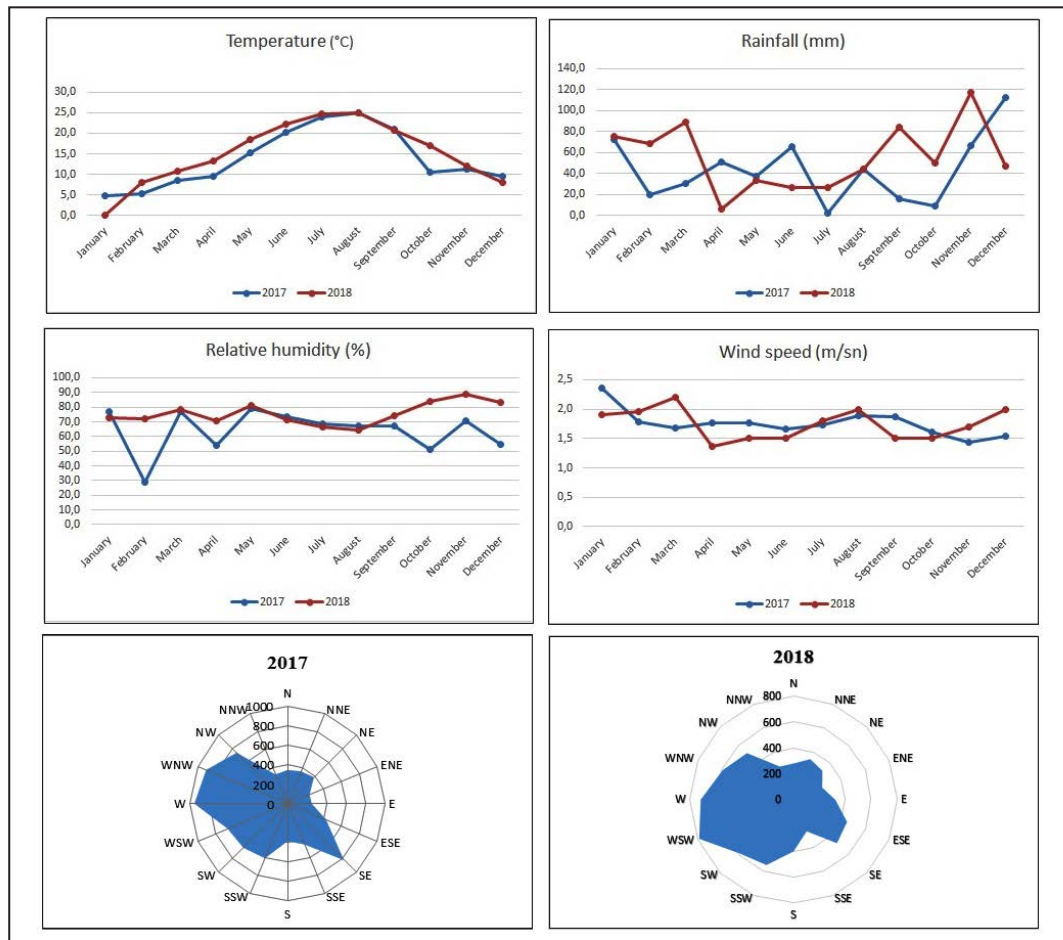 Temperature (°C)
30,0
25,0
20,0
15,0
10,0
5,0
0,0
January
February
March
April
May
June
July
August
September
October
November
December
2017
2018
Rainfall (mm)
140,0
120,0
100,0
80,0
60,0
40,0
20,0
0,0
January
February
March
April
May
June
July
August
September
October
November
December
2017
2018
Relative humidity (%)
100,0
90,0
80,0
70,0
60,0
50,0
40,0
30,0
20,0
10,0
0,0
January
February
March
April
May
June
July
August
September
October
November
December
2017
2018
Wind speed (m/sn)
2,5
2,0
1,5
1,0
0,5
0,0
January
February
March
April
May
June
July
August
September
October
November
December
2017
2018
2017
N
NNE
NE
ENE
E
ESE
SE
SSE
S
SSW
SW
WSW
W
WNW
NW
NNW
1000
800
600
400
200
0
2018
N
NNE
NE
ENE
E
ESE
SE
SSE
S
SSW
SW
WSW
W
WNW
NW
NNW
800
600
400
200
0